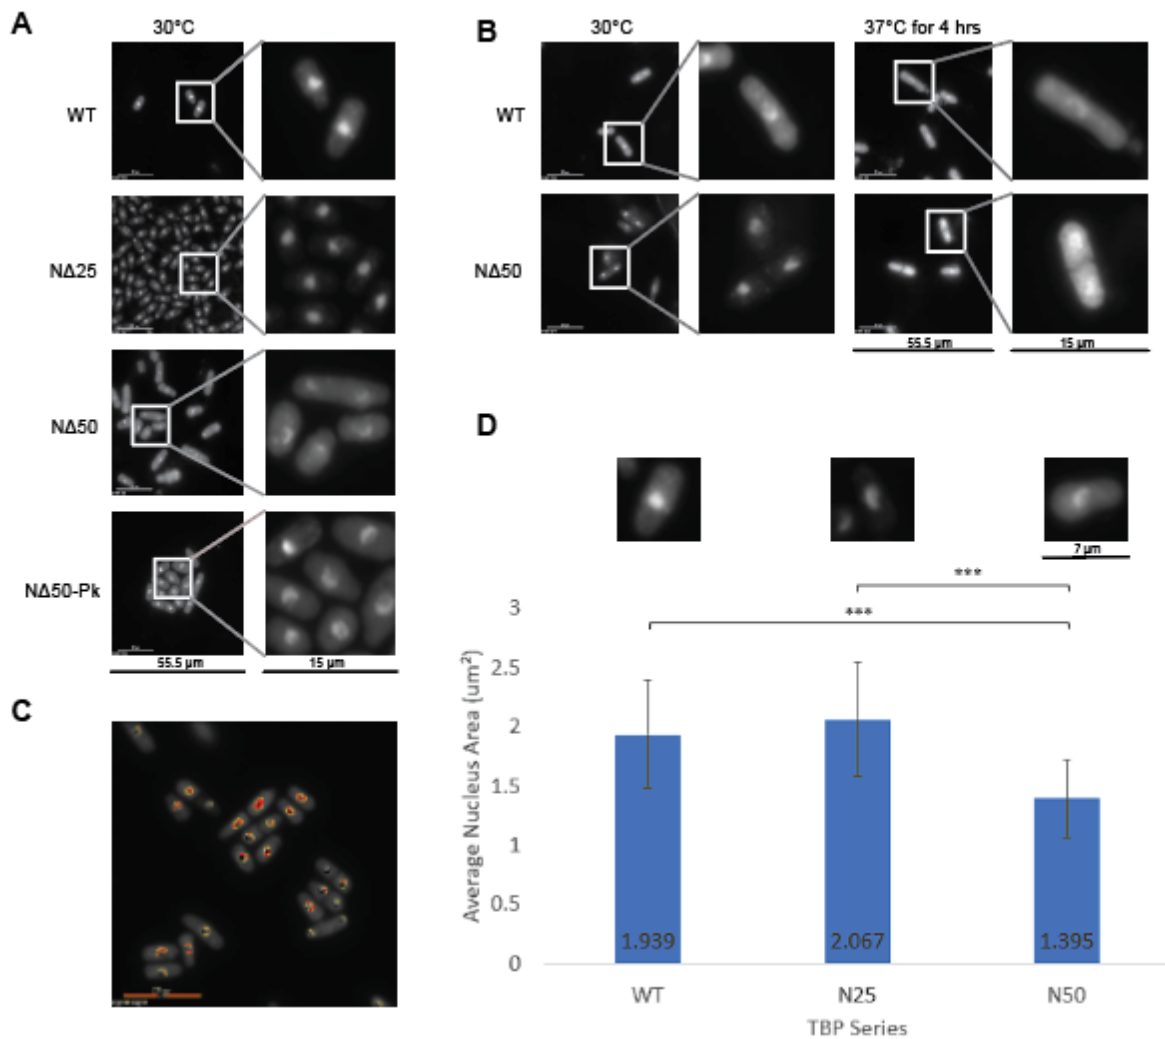 A
30°C
WT
NΔ25
NΔ50
NΔ50-Pk
55.5 µm
15 µm
B
30°C
37°C for 4 hrs
WT
NΔ50
55.5 µm
15 µm
C
D
7 µm
***
***
Average Nucleus Area (um²)
3
2.5
2
1.5
1
0.5
0
1.939
2.067
1.395
WT
N25
N50
TBP Series